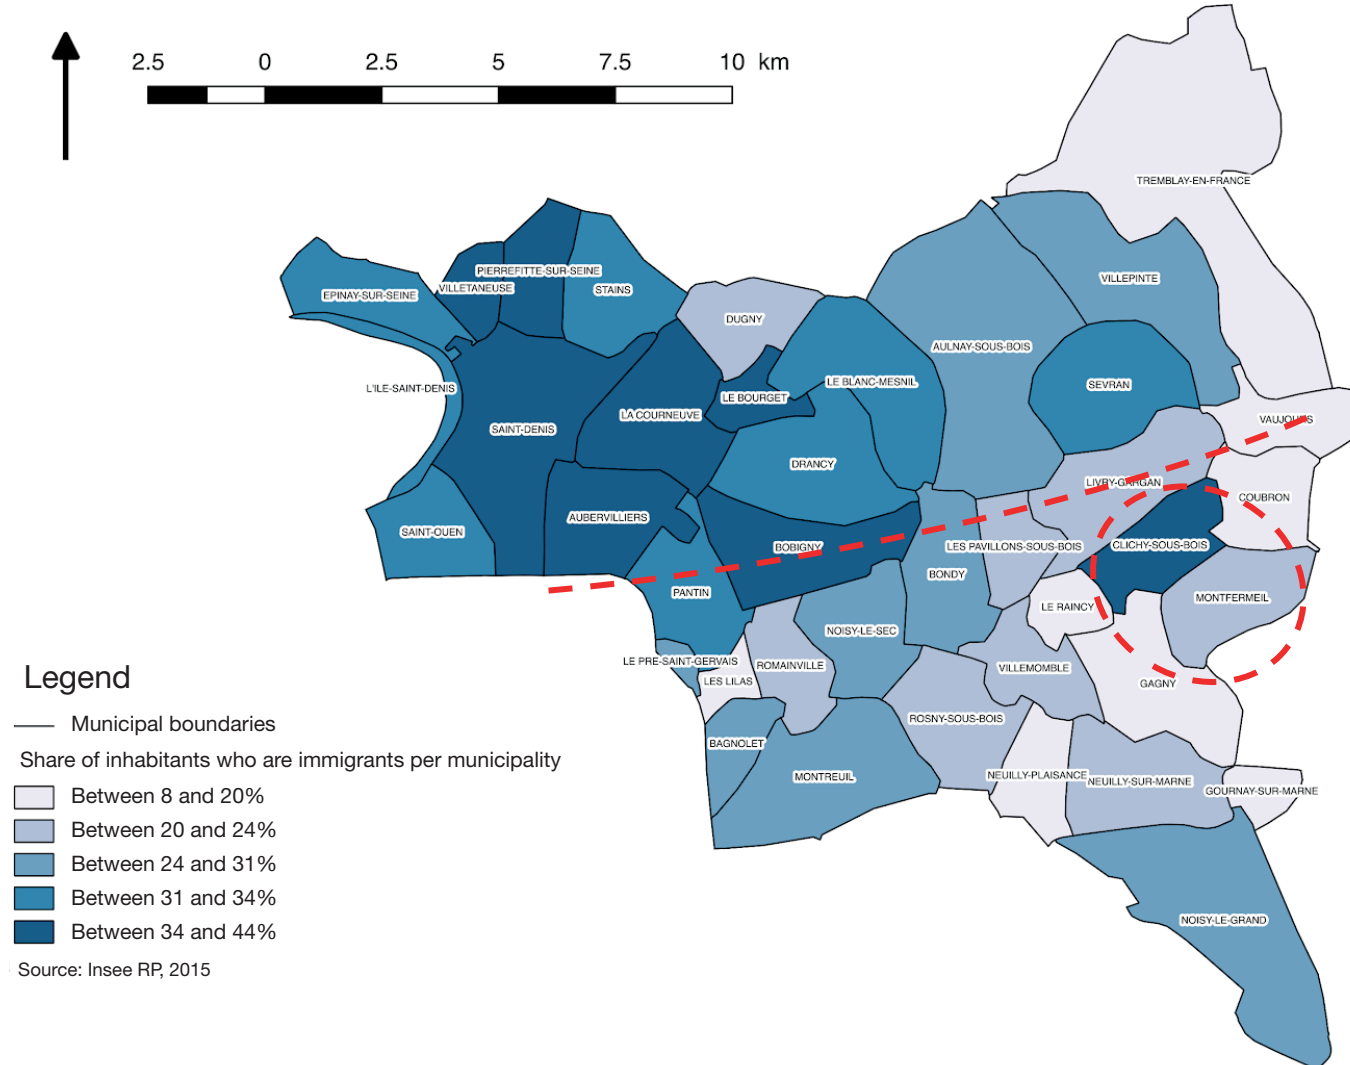 2.5 0 2.5 5 7.5 10 km
TREMBLAY-EN-FRANCE
PIERREFITTE-SUR-SEINE
VILLEPINTE
VILLETANEUSE
STAINS
EPINAY-SUR-SEINE
DUGNY
AULNAY-SOUS-BOIS
LE BLANC-MESNIL
SEVRAN
L'ILE-SAINT-DENIS
LE BOURGET
LA COURNEUVE
VAUJOURS
SAINT-DENIS
DRANCY
LIVRY-GARGAN
COUBRON
AUBERVILLIERS
SAINT-OUEN
BOBIGNY
LES PAVILLONS-SOUS-BOIS
CLICHY-SOUS-BOIS
BONDY
PANTIN
MONTFERMEIL
LE RAINCY
NOISY-LE-SEC
LE PRE-SAINT-GERVAIS
ROMAINVILLE
VILLEMOMBLE
LES LILAS
GAGNY
ROSNY-SOUS-BOIS
BAGNOLET
MONTREUIL
NEUILLY-PLAISANCE
NEUILLY-SUR-MARNE
GOURNAY-SUR-MARNE
NOISY-LE-GRAND
Legend
Municipal boundaries
Share of inhabitants who are immigrants per municipality
Between 8 and 20%
Between 20 and 24%
Between 24 and 31%
Between 31 and 34%
Between 34 and 44%
Source: Insee RP, 2015